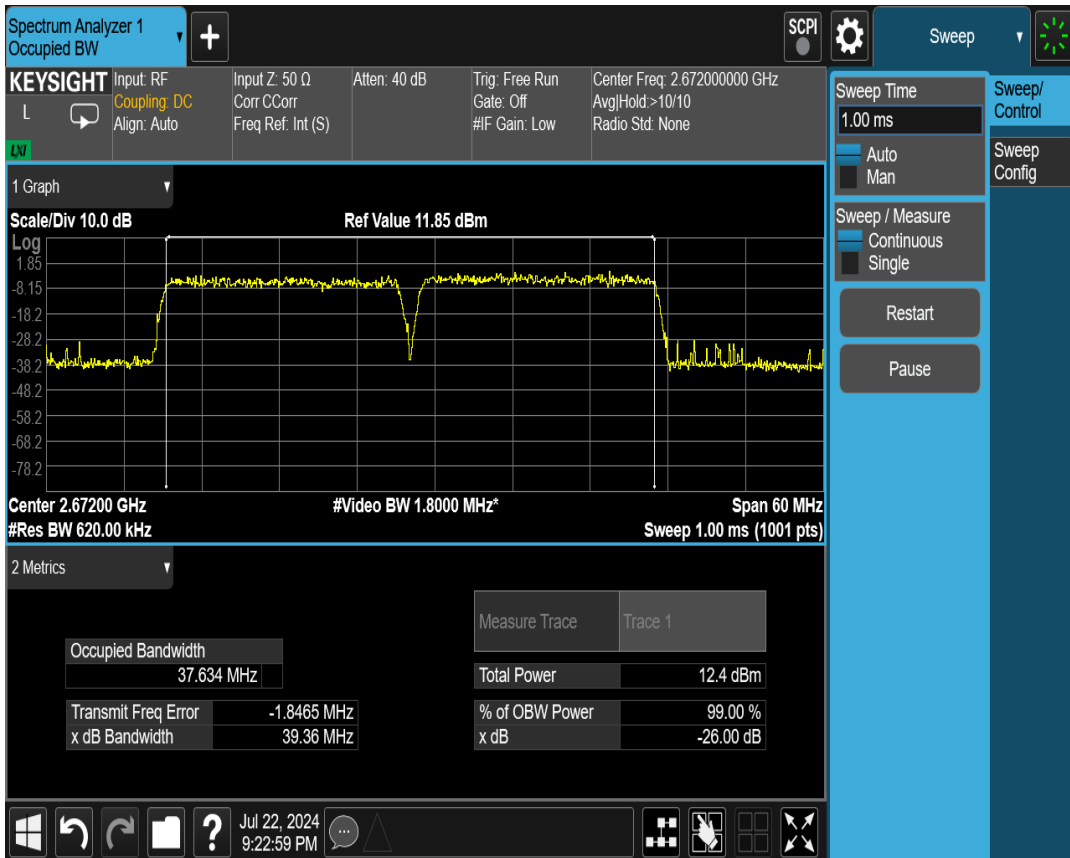 Spectrum Analyzer 1
Occupied BW
+
SCPI
Sweep
KEYSIGHT
L
LXI
Input: RF
Coupling: DC
Align: Auto
Input Z: 50 Ω
Corr CCorr
Freq Ref: Int (S)
Atten: 40 dB
Trig: Free Run
Gate: Off
#IF Gain: Low
Center Freq: 2.672000000 GHz
Avg|Hold:>10/10
Radio Std: None
Sweep Time
1.00 ms
Auto
Man
Sweep / Measure
Continuous
Single
Restart
Pause
Sweep/
Control
Sweep
Config
1 Graph
Scale/Div 10.0 dB
Ref Value 11.85 dBm
Log
1.85
-8.15
-18.2
-28.2
-38.2
-48.2
-58.2
-68.2
-78.2
Center 2.67200 GHz
#Video BW 1.8000 MHz*
Span 60 MHz
#Res BW 620.00 kHz
Sweep 1.00 ms (1001 pts)
2 Metrics
Measure Trace
Trace 1
Occupied Bandwidth
37.634 MHz
Total Power
12.4 dBm
Transmit Freq Error
-1.8465 MHz
% of OBW Power
99.00 %
x dB Bandwidth
39.36 MHz
x dB
-26.00 dB
?
Jul 22, 2024
9:22:59 PM